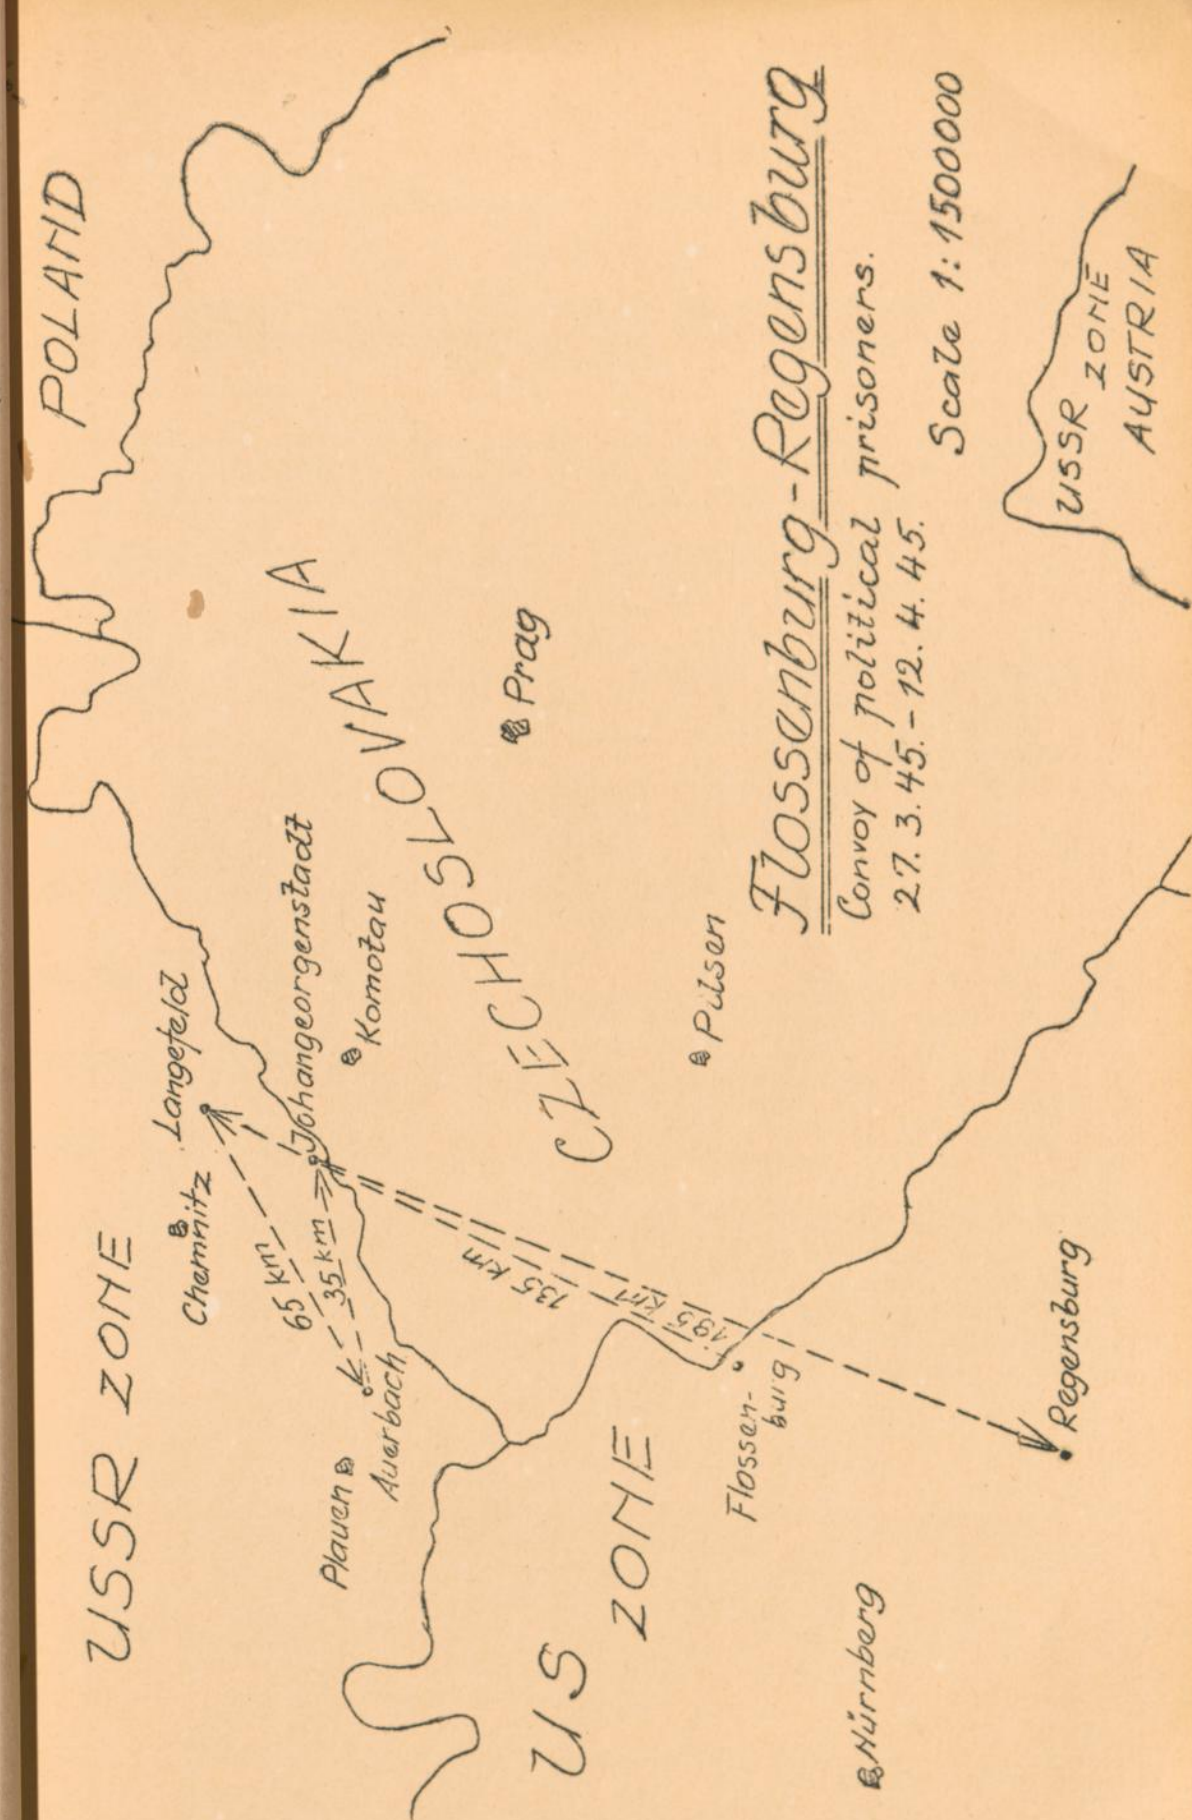 POLAND
USSR ZONE
Chemnitz
Langefeld
65 km
35 km
Johangeorgenstadt
Komotau
Plauen
Auerbach
CZECHOSLOVAKIA
Prag
135 km
195 km
Pilsen
US
ZONE
Flossen-
burg
Nürnberg
Regensburg
Flossenburg-Regensburg
Convoy of political prisoners.
27. 3. 45. - 12. 4. 45.
Scale 1: 1500000
USSR
ZONE
AUSTRIA